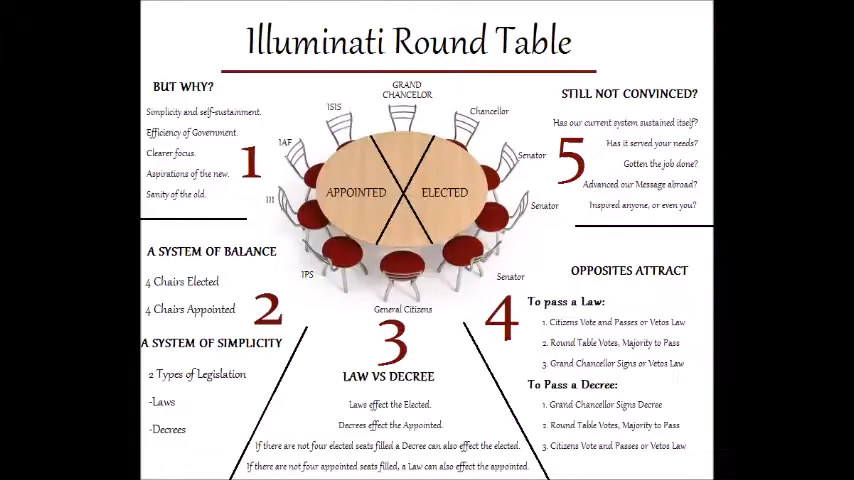 Illuminati Round Table
BUT WHY?
Simplicity and self-sustainment.
Efficiency of Government.
Clearer focus.
Aspirations of the new.
Sanity of the old.
1
GRAND
CHANCELOR
ISIS
Chancellor
IAF
Senator
III
Senator
IPS
Senator
General Citizens
APPOINTED
ELECTED
STILL NOT CONVINCED?
Has our current system sustained itself?
Has it served your needs?
Gotten the job done?
Advanced our Message abroad?
Inspired anyone, or even you?
5
A SYSTEM OF BALANCE
4 Chairs Elected
4 Chairs Appointed
2
A SYSTEM OF SIMPLICITY
2 Types of Legislation
-Laws
-Decrees
3
LAW VS DECREE
Laws effect the Elected.
Decrees effect the Appointed.
If there are not four elected seats filled a Decree can also effect the elected.
If there are not four appointed seats filled, a Law can also effect the appointed.
OPPOSITES ATTRACT
4
To pass a Law:
1. Citizens Vote and Passes or Vetos Law
2. Round Table Votes, Majority to Pass
3. Grand Chancellor Signs or Vetos Law
To Pass a Decree:
1. Grand Chancellor Signs Decree
2. Round Table Votes, Majority to Pass
3. Citizens Vote and Passes or Vetos Law